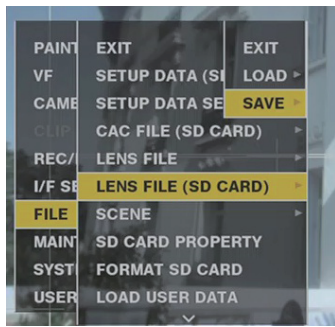 PAINT
VF
CAME
CLIP
REC/
I/F SE
FILE
MAIN
SYST
USER
EXIT
SETUP DATA (S
SETUP DATA SE
CAC FILE (SD CARD)
LENS FILE
LENS FILE (SD CARD)
SCENE
SD CARD PROPERTY
FORMAT SD CARD
LOAD USER DATA
EXIT
LOAD
SAVE